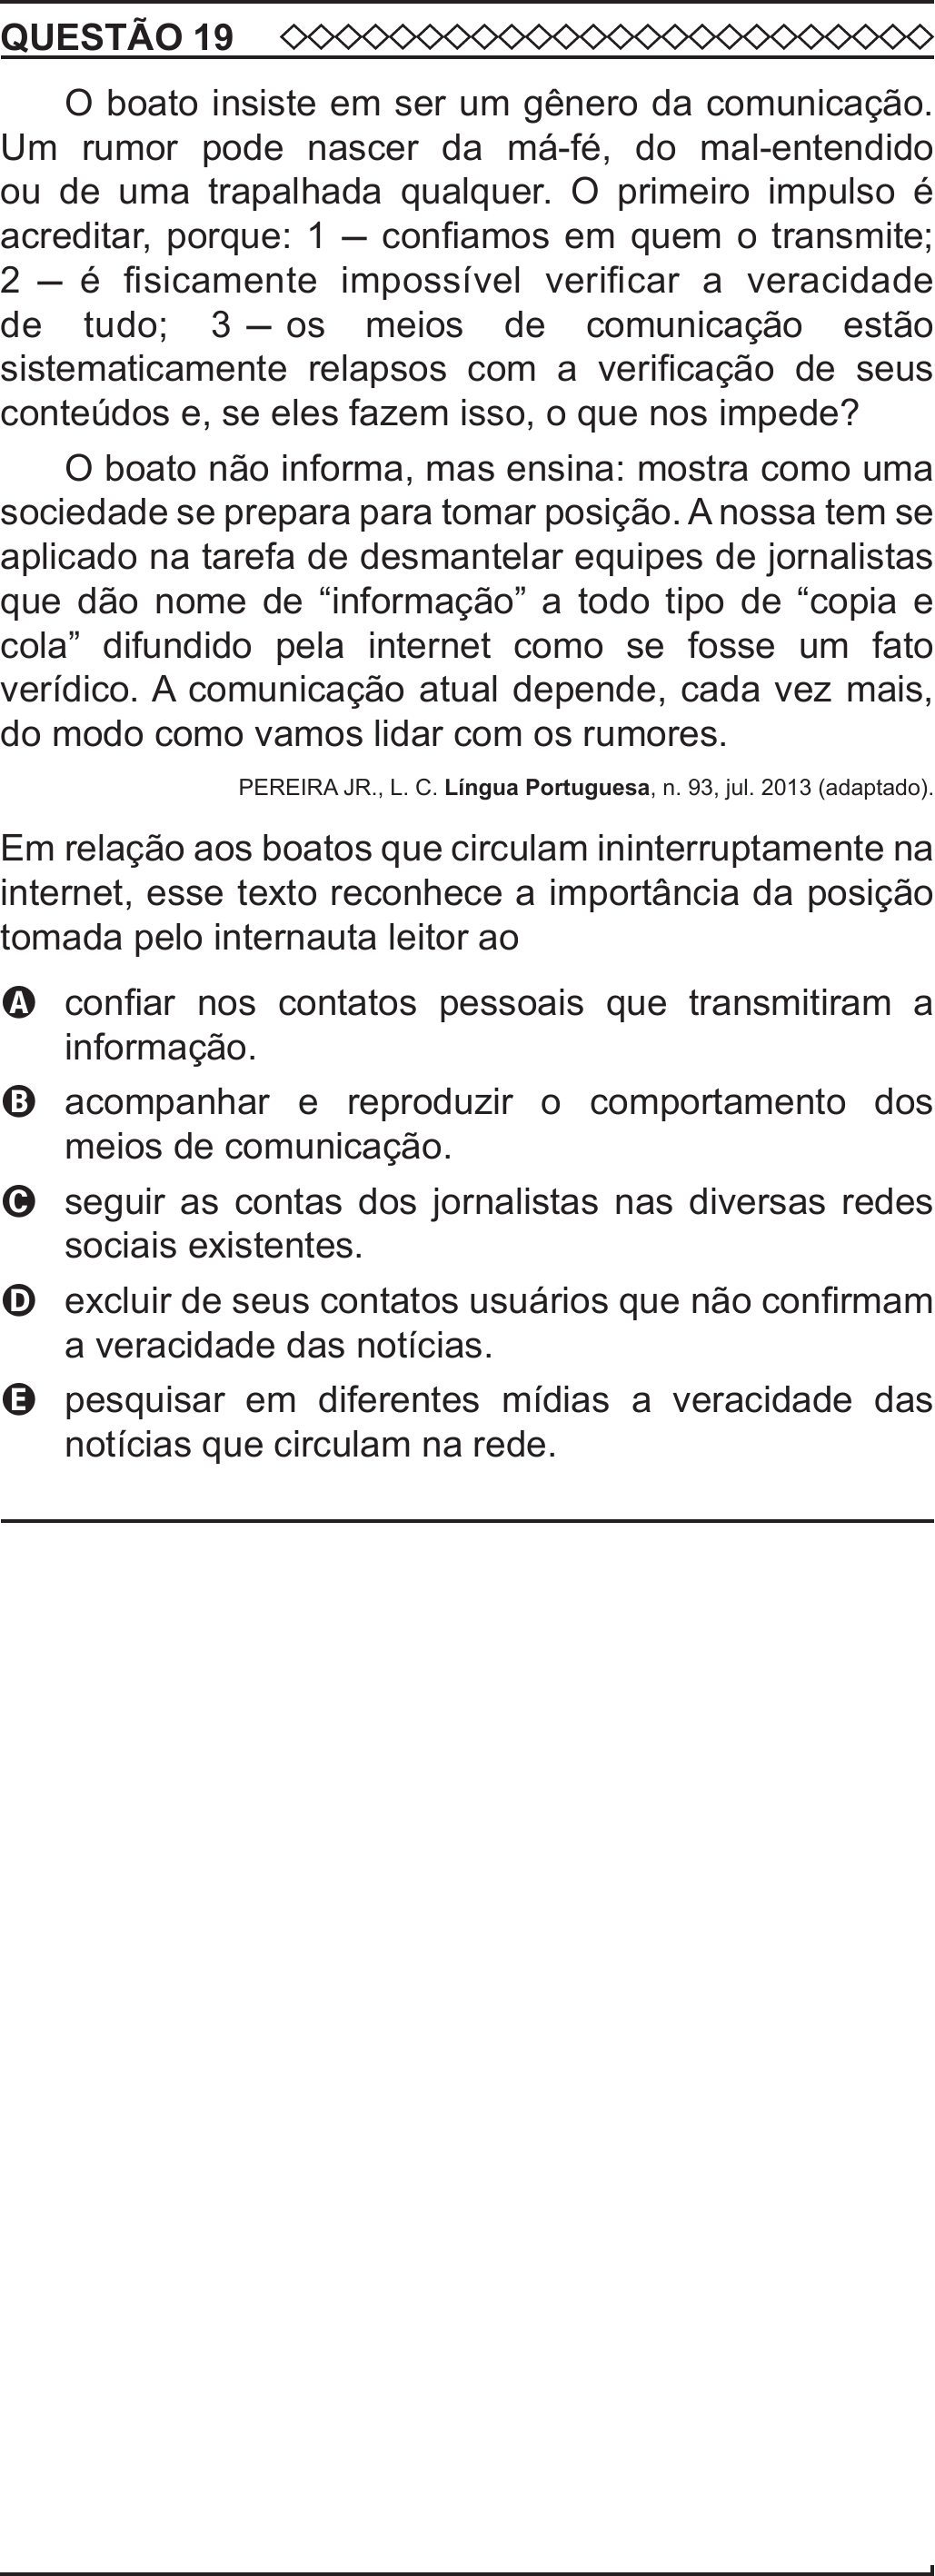 QUESTÃO 19
O boato insiste em ser um gênero da comunicação.
Um rumor pode nascer da má-fé, do mal-entendido
ou de uma trapalhada qualquer. O primeiro impulso é
acreditar, porque: 1 — confiamos em quem o transmite;
2 — é fisicamente impossível verificar a veracidade
de tudo; 3 — os meios de comunicação estão
sistematicamente relapsos com a verificação de seus
conteúdos e, se eles fazem isso, o que nos impede?
O boato não informa, mas ensina: mostra como uma
sociedade se prepara para tomar posição. A nossa tem se
aplicado na tarefa de desmantelar equipes de jornalistas
que dão nome de “informação” a todo tipo de “copia e
cola” difundido pela internet como se fosse um fato
verídico. A comunicação atual depende, cada vez mais,
do modo como vamos lidar com os rumores.
PEREIRA JR., L. C. Língua Portuguesa, n. 93, jul. 2013 (adaptado).
Em relação aos boatos que circulam ininterruptamente na
internet, esse texto reconhece a importância da posição
tomada pelo internauta leitor ao
A confiar nos contatos pessoais que transmitiram a
informação.
B acompanhar e reproduzir o comportamento dos
meios de comunicação.
C seguir as contas dos jornalistas nas diversas redes
sociais existentes.
D excluir de seus contatos usuários que não confirmam
a veracidade das notícias.
E pesquisar em diferentes mídias a veracidade das
notícias que circulam na rede.